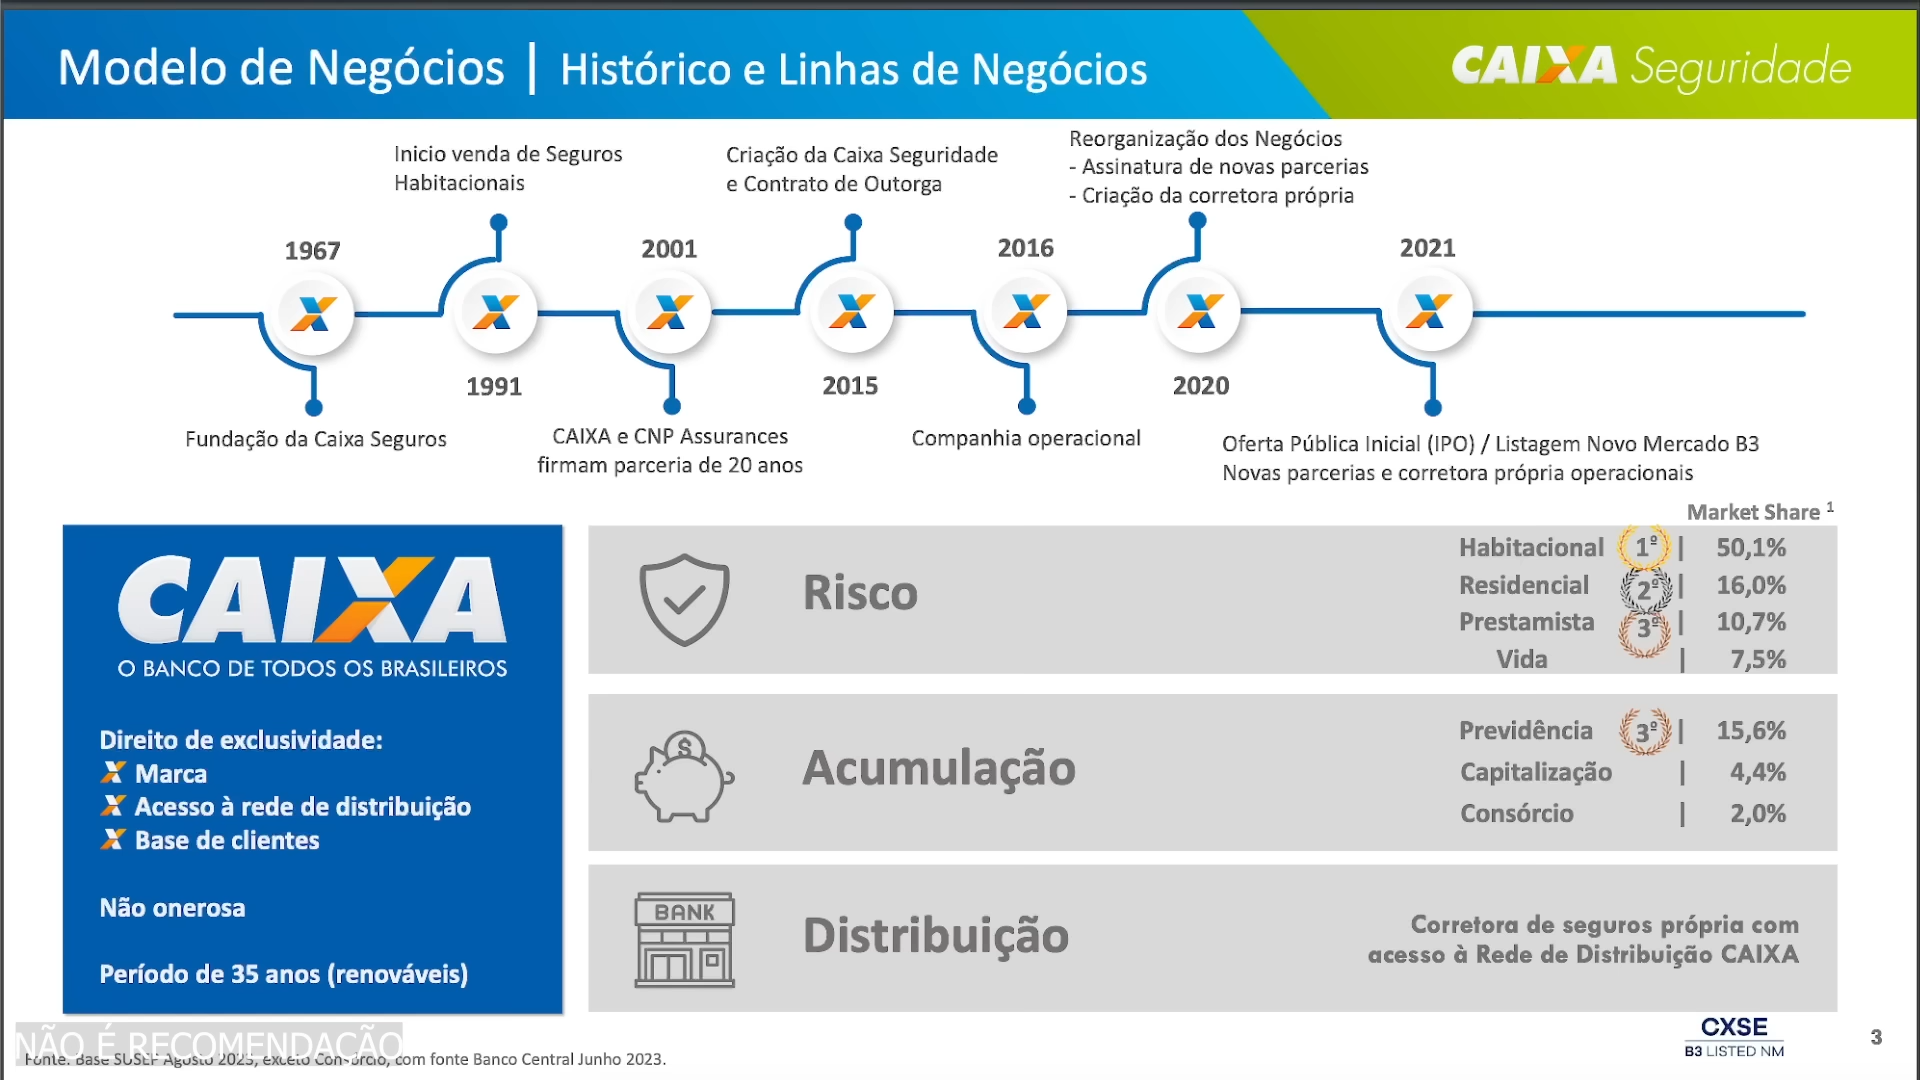 Modelo de Negócios | Histórico e Linhas de Negócios
CAIXA Seguridade
Inicio venda de Seguros
Habitacionais
Criação da Caixa Seguridade
e Contrato de Outorga
Reorganização dos Negócios
- Assinatura de novas parcerias
- Criação da corretora própria
1967
2001
2016
2021
1991
2015
2020
Fundação da Caixa Seguros
CAIXA e CNP Assurances
firmam parceria de 20 anos
Companhia operacional
Oferta Pública Inicial (IPO) / Listagem Novo Mercado B3
Novas parcerias e corretora própria operacionais
CAIXA
O BANCO DE TODOS OS BRASILEIROS
Direito de exclusividade:
Marca
Acesso à rede de distribuição
Base de clientes
Não onerosa
Período de 35 anos (renováveis)
Market Share 1
Risco
Habitacional 1º | 50,1%
Residencial 2º | 16,0%
Prestamista 3º | 10,7%
Vida | 7,5%
$
Acumulação
Previdência 3º | 15,6%
Capitalização | 4,4%
Consórcio | 2,0%
BANK
Distribuição
Corretora de seguros própria com
acesso à Rede de Distribuição CAIXA
NÃO É RECOMENDAÇÃO
Fonte: Base SUSEP Agosto 2023, exceto Consórcio, com fonte Banco Central Junho 2023.
CXSE
B3 LISTED NM
3